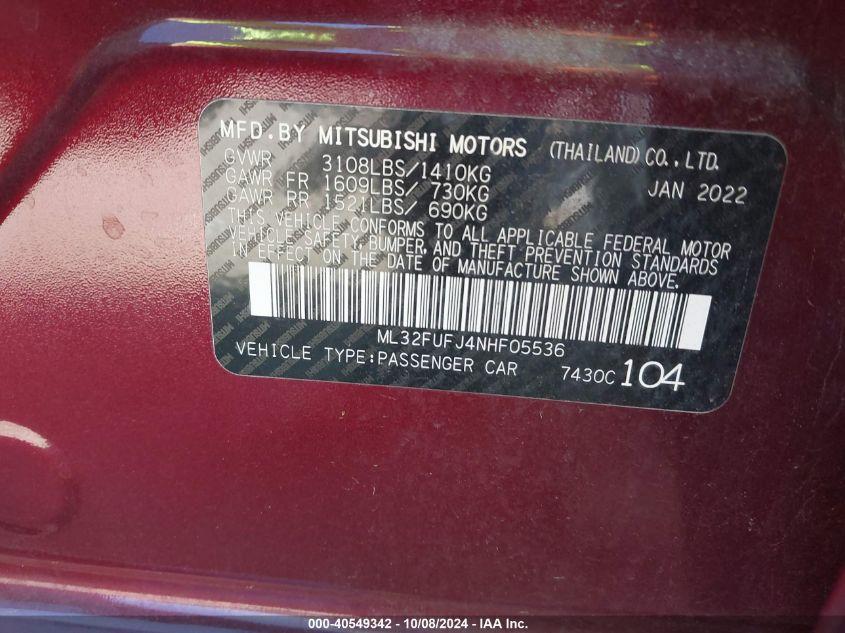 MFD.BY MITSUBISHI MOTORS (THAILAND)CO.,LTD.
GVWR 3108LBS/1410KG JAN 2022
GAWR FR 1609LBS/ 730KG
GAWR RR 1521LBS/ 690KG
THIS VEHICLE CONFORMS TO ALL APPLICABLE FEDERAL MOTOR
VEHICLE SAFETY, BUMPER, AND THEFT PREVENTION STANDARDS
IN EFFECT ON THE DATE OF MANUFACTURE SHOWN ABOVE.
ML32FUFJ4NHF05536
VEHICLE TYPE:PASSENGER CAR 7430C 104
000-40549342 - 10/08/2024 - IAA Inc.